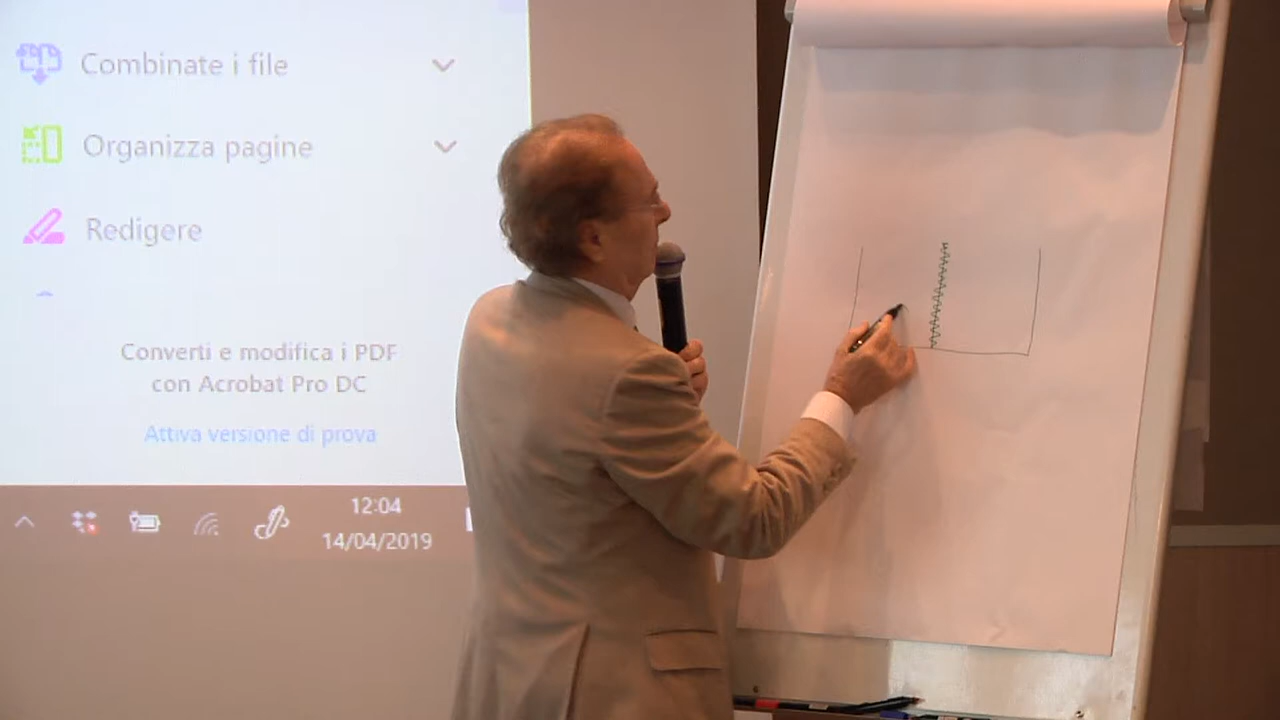 Combinate i file
Organizza pagine
Redigere
Converti e modifica i PDF
con Acrobat Pro DC
Attiva versione di prova
12:04
14/04/2019